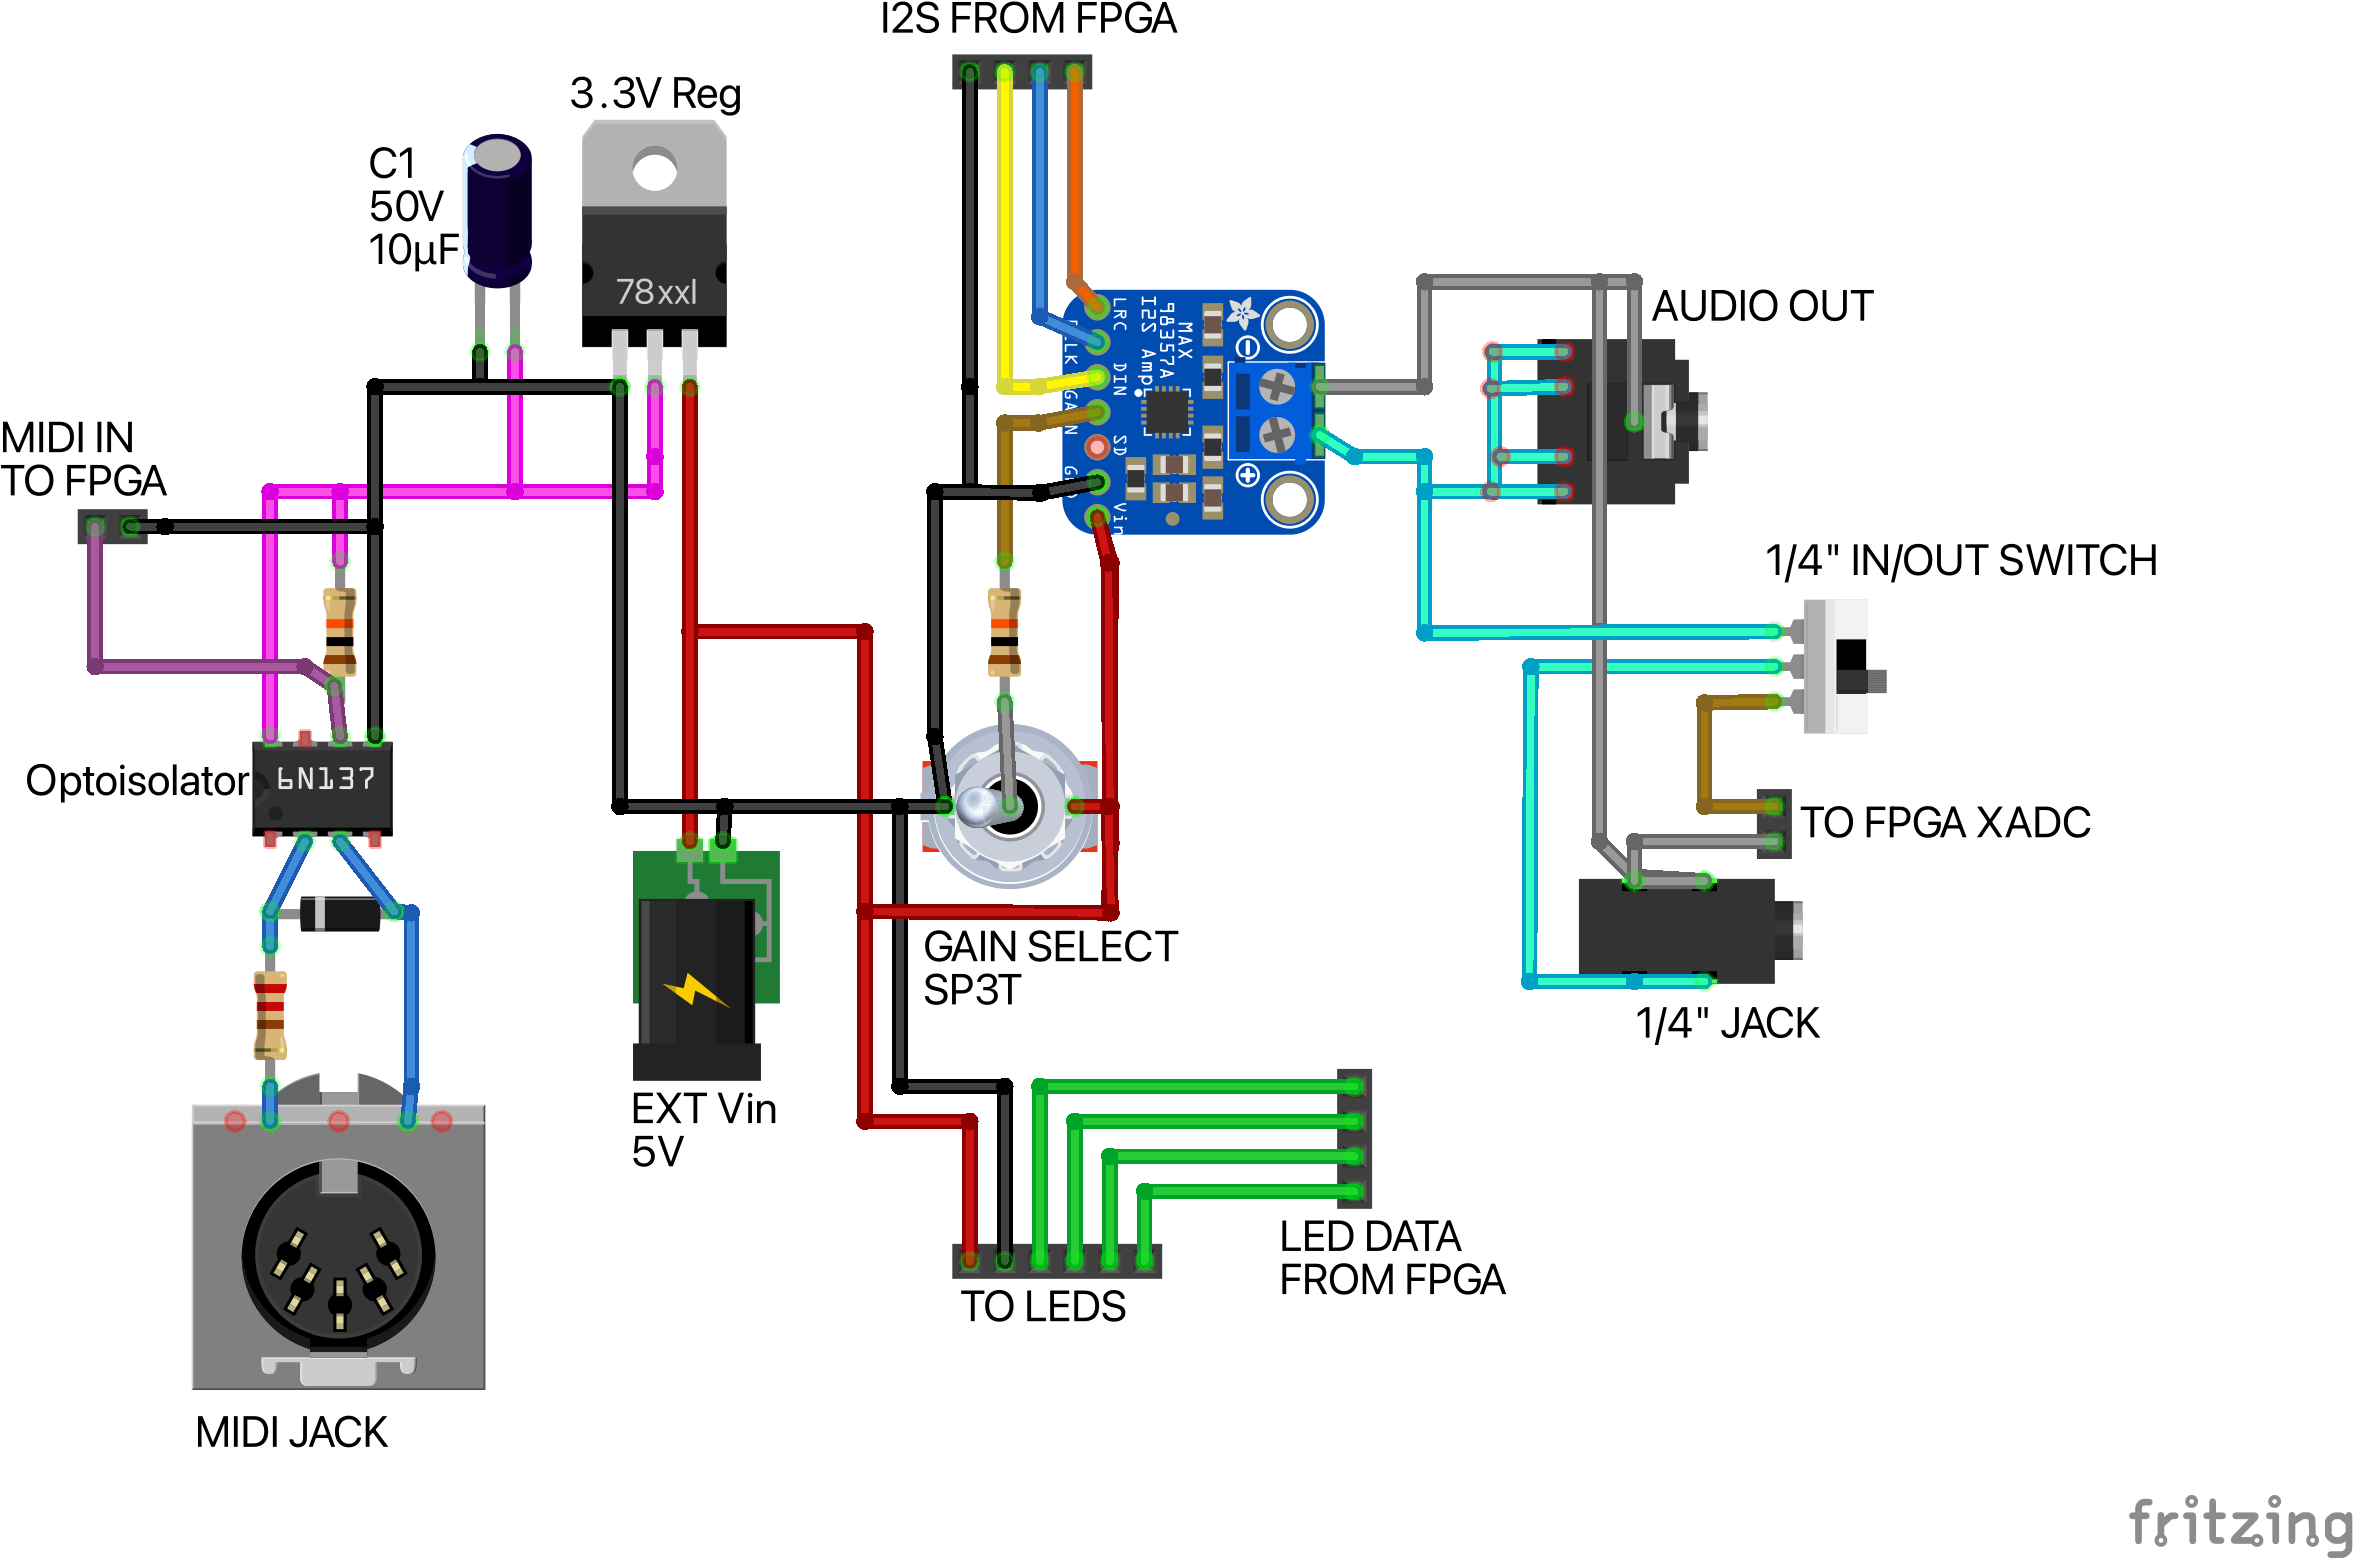 I2S FROM FPGA
3.3V Reg
C1
50V
10µF
78xxl
MIDI IN
TO FPGA
Optoisolator
6N137
LRC
DIN
GAIN
SD
Vin
MAX
98357A
I2S Amp
AUDIO OUT
1/4" IN/OUT SWITCH
TO FPGA XADC
1/4" JACK
GAIN SELECT
SP3T
EXT Vin
5V
LED DATA
FROM FPGA
TO LEDS
MIDI JACK
fritzing